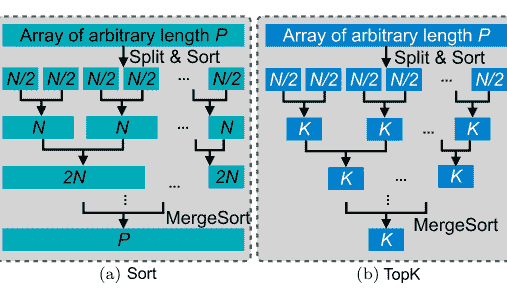 Array of arbitrary length P
Split & Sort
N/2 N/2 N/2 N/2 ... N/2
N N ... N
2N ... 2N
...
MergeSort
P
(a) Sort
Array of arbitrary length P
Split & Sort
N/2 N/2 N/2 N/2 ... N/2
K K ... K
K ... K
...
MergeSort
K
(b) TopK